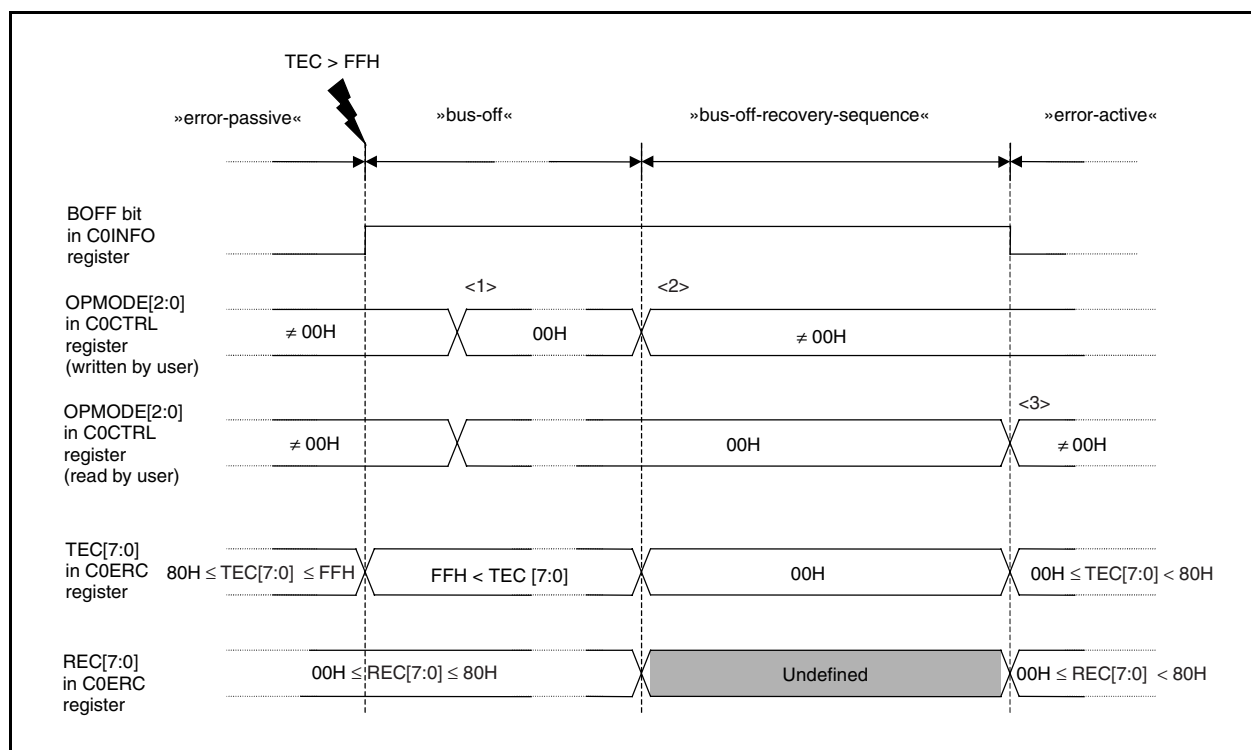 TEC > FFH
»error-passive« »bus-off« »bus-off-recovery-sequence« »error-active«
BOFF bit
in C0INFO
register
<1> <2>
OPMODE[2:0]
in C0CTRL
register
(written by user)
≠ 00H 00H ≠ 00H
<3>
OPMODE[2:0]
in C0CTRL
register
(read by user)
≠ 00H 00H ≠ 00H
TEC[7:0]
in C0ERC
register
80H ≤ TEC[7:0] ≤ FFH FFH < TEC [7:0] 00H 00H ≤ TEC[7:0] < 80H
REC[7:0]
in C0ERC
register
00H ≤ REC[7:0] ≤ 80H Undefined 00H ≤ REC[7:0] < 80H